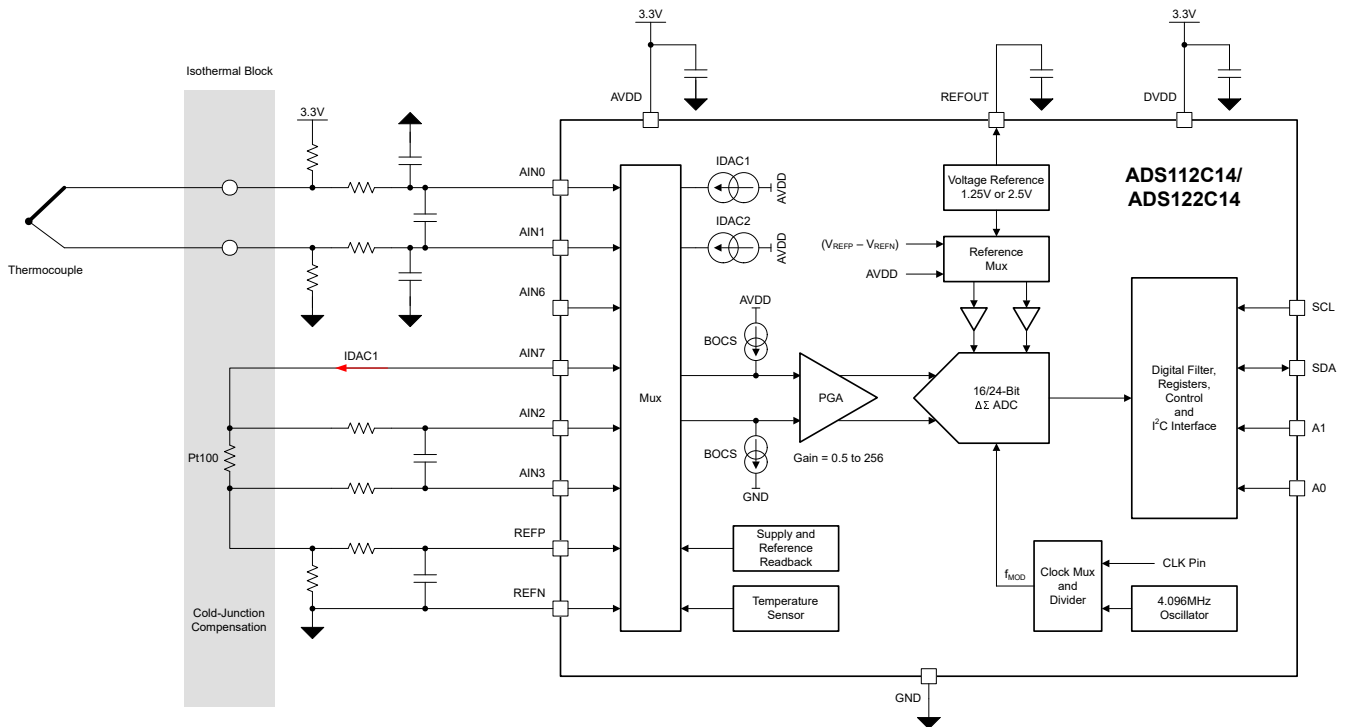 3.3V
3.3V
Isothermal Block
AVDD
REFOUT
DVDD
3.3V
AIN0
IDAC1
AVDD
Voltage Reference
1.25V or 2.5V
ADS112C14/
ADS122C14
AIN1
IDAC2
AVDD
(VREFP – VREFN)
AVDD
Reference
Mux
Thermocouple
AIN6
AVDD
BOCS
SCL
IDAC1
AIN7
Mux
PGA
16/24-Bit
ΔΣ ADC
Digital Filter,
Registers,
Control
and
I2C Interface
SDA
AIN2
A1
Pt100
BOCS
Gain = 0.5 to 256
AIN3
GND
A0
REFP
Supply and
Reference
Readback
fMOD
Clock Mux
and
Divider
CLK Pin
REFN
Temperature
Sensor
4.096MHz
Oscillator
Cold-Junction
Compensation
GND